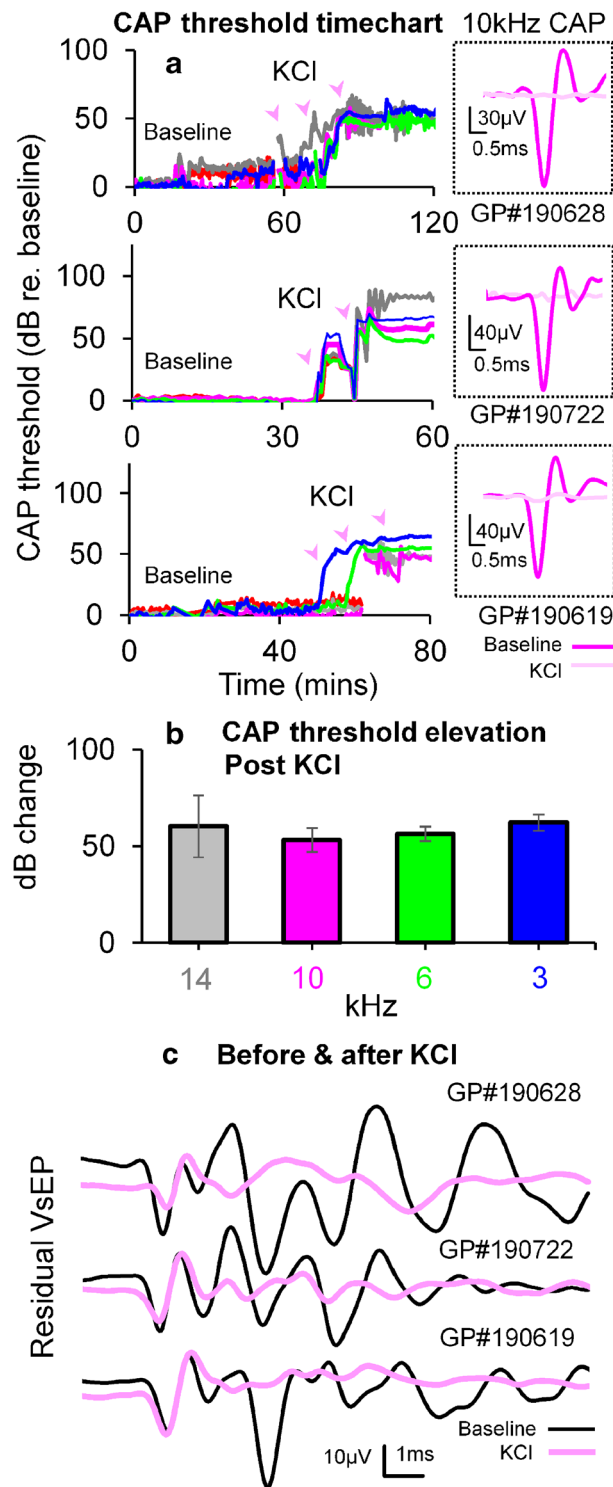 CAP threshold timechart
10kHz CAP
a
KCl
Baseline
100
50
0
0
60
120
30µV
0.5ms
GP#190628
CAP threshold (dB re. baseline)
KCl
Baseline
100
50
0
0
30
60
40µV
0.5ms
GP#190722
KCl
Baseline
100
50
0
0
40
80
Time (mins)
40µV
0.5ms
GP#190619
Baseline
KCl
b CAP threshold elevation
Post KCl
dB change
100
50
0
14
10
6
3
kHz
c Before & after KCl
Residual VsEP
GP#190628
GP#190722
GP#190619
10µV
1ms
Baseline
KCl